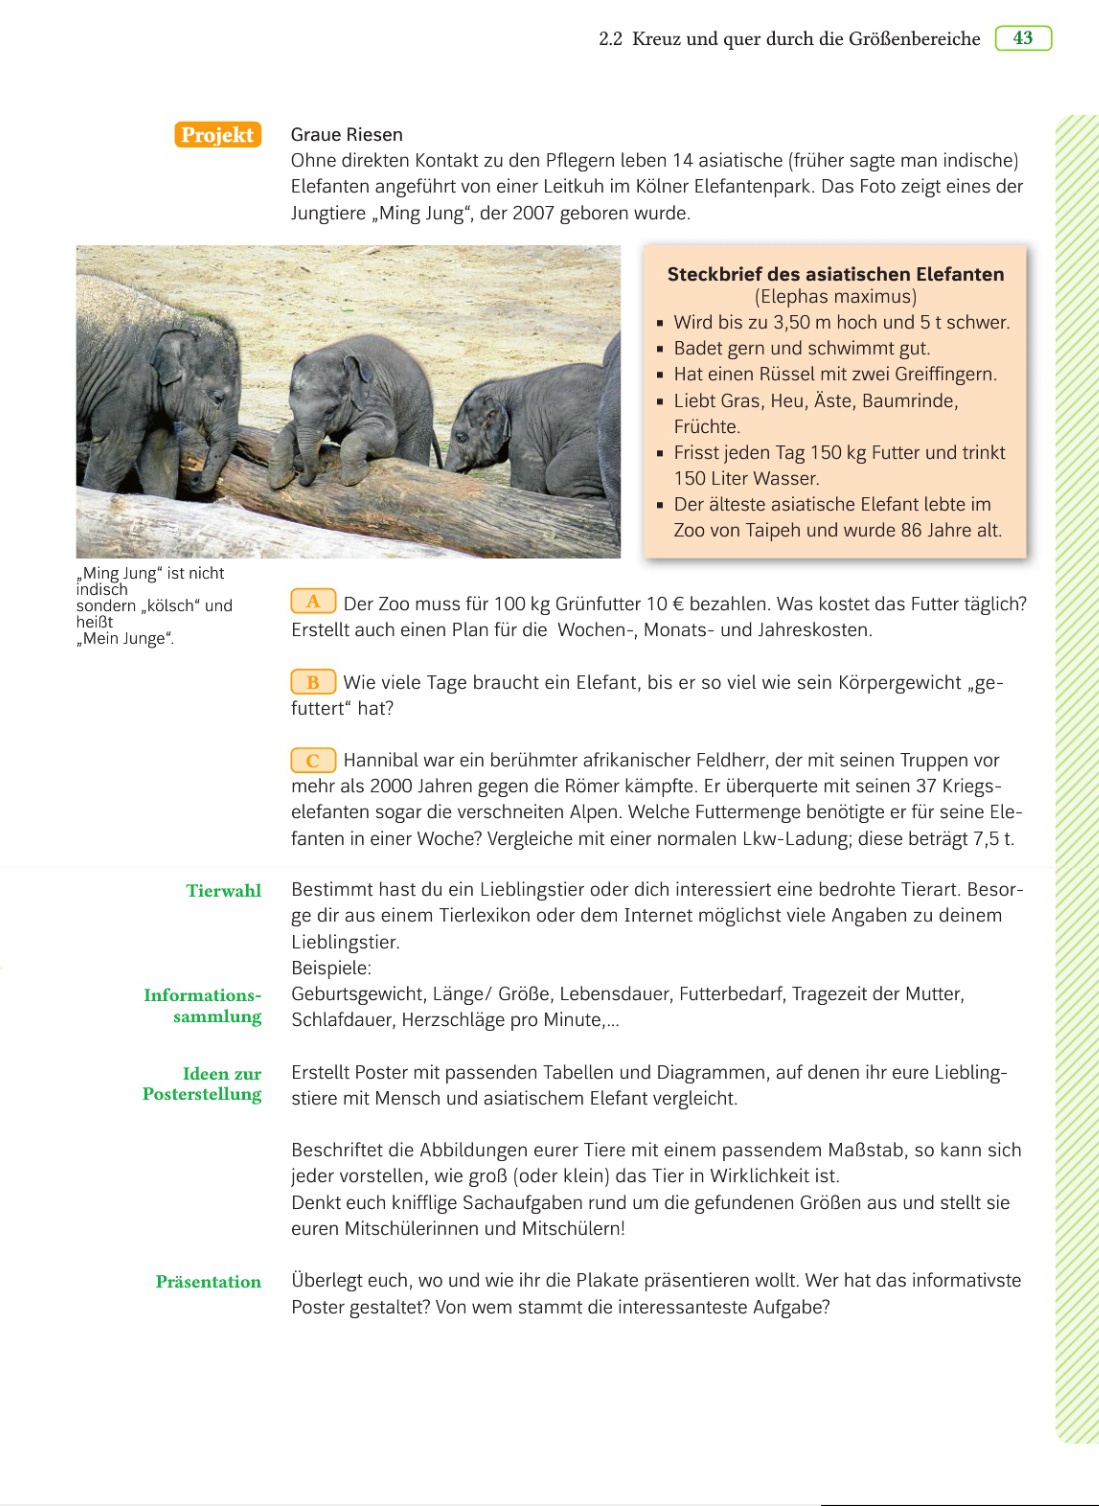 2.2 Kreuz und quer durch die Größenbereiche 43
Projekt
Graue Riesen
Ohne direkten Kontakt zu den Pflegern leben 14 asiatische (früher sagte man indische)
Elefanten angeführt von einer Leitkuh im Kölner Elefantenpark. Das Foto zeigt eines der
Jungtiere „Ming Jung“, der 2007 geboren wurde.
Steckbrief des asiatischen Elefanten
(Elephas maximus)
▪ Wird bis zu 3,50 m hoch und 5 t schwer.
▪ Badet gern und schwimmt gut.
▪ Hat einen Rüssel mit zwei Greiffingern.
▪ Liebt Gras, Heu, Äste, Baumrinde,
Früchte.
▪ Frisst jeden Tag 150 kg Futter und trinkt
150 Liter Wasser.
▪ Der älteste asiatische Elefant lebte im
Zoo von Taipeh und wurde 86 Jahre alt.
„Ming Jung“ ist nicht
indisch
sondern „kölsch“ und
heißt
„Mein Junge“.
A Der Zoo muss für 100 kg Grünfutter 10 € bezahlen. Was kostet das Futter täglich?
Erstellt auch einen Plan für die Wochen-, Monats- und Jahreskosten.
B Wie viele Tage braucht ein Elefant, bis er so viel wie sein Körpergewicht „ge-
futtert“ hat?
C Hannibal war ein berühmter afrikanischer Feldherr, der mit seinen Truppen vor
mehr als 2000 Jahren gegen die Römer kämpfte. Er überquerte mit seinen 37 Kriegs-
elefanten sogar die verschneiten Alpen. Welche Futtermenge benötigte er für seine Ele-
fanten in einer Woche? Vergleiche mit einer normalen Lkw-Ladung; diese beträgt 7,5 t.
Tierwahl
Bestimmt hast du ein Lieblingstier oder dich interessiert eine bedrohte Tierart. Besor-
ge dir aus einem Tierlexikon oder dem Internet möglichst viele Angaben zu deinem
Lieblingstier.
Beispiele:
Informations-
sammlung
Geburtsgewicht, Länge/ Größe, Lebensdauer, Futterbedarf, Tragezeit der Mutter,
Schlafdauer, Herzschläge pro Minute,...
Ideen zur
Posterstellung
Erstellt Poster mit passenden Tabellen und Diagrammen, auf denen ihr eure Liebling-
stiere mit Mensch und asiatischem Elefant vergleicht.
Beschriftet die Abbildungen eurer Tiere mit einem passendem Maßstab, so kann sich
jeder vorstellen, wie groß (oder klein) das Tier in Wirklichkeit ist.
Denkt euch knifflige Sachaufgaben rund um die gefundenen Größen aus und stellt sie
euren Mitschülerinnen und Mitschülern!
Präsentation
Überlegt euch, wo und wie ihr die Plakate präsentieren wollt. Wer hat das informativste
Poster gestaltet? Von wem stammt die interessanteste Aufgabe?